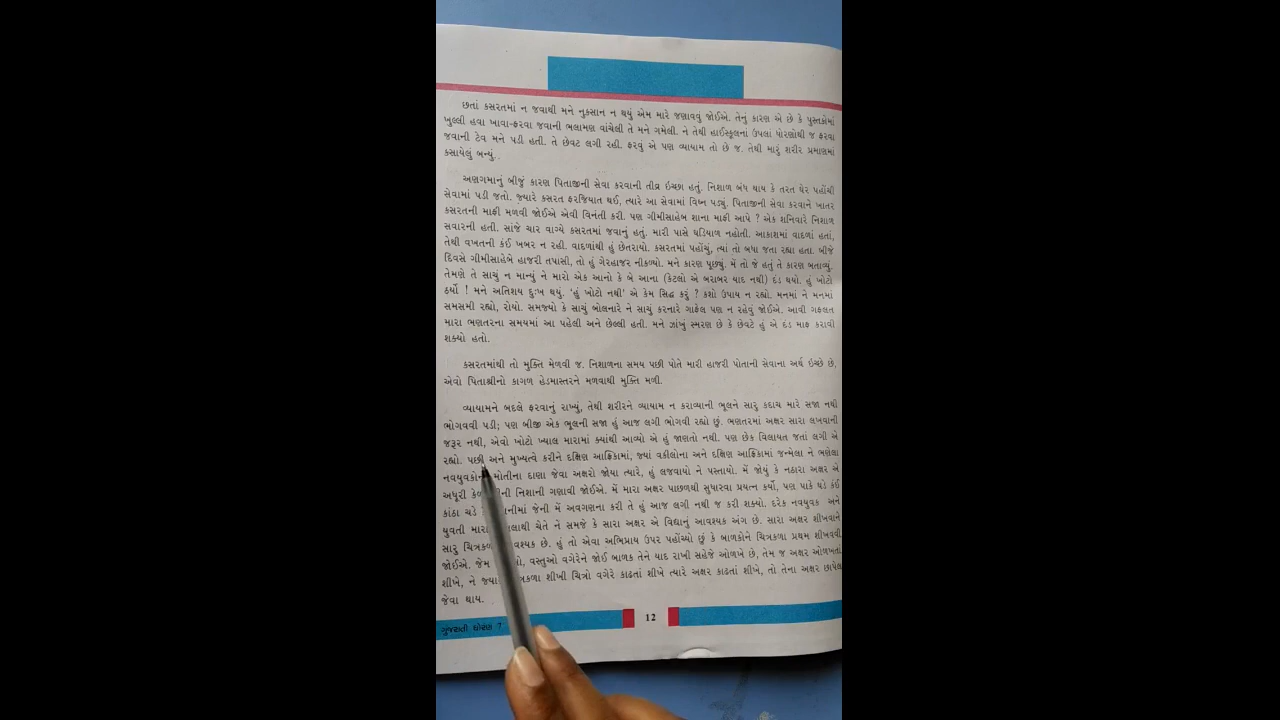 છતાં કસરતમાં ન જવાથી મને નુકસાન ન થયું એમ મારે જણાવવું જોઈએ. તેનું કારણ એ છે કે પુસ્તકોમાં
ખુલ્લી હવા ખાવા-ફરવા જવાની ભલામણ વાંચેલી તે મને ગમેલી. ને તેથી હાઈસ્કૂલનાં ઉપલાં ધોરણોથી જ ફરવા
જવાની ટેવ મને પડી હતી. તે છેવટ લગી રહી. ફરવું એ પણ વ્યાયામ તો છે જ. તેથી મારું શરીર પ્રમાણમાં
કસાયેલું બન્યું.
અણગમાનું બીજું કારણ પિતાજીની સેવા કરવાની તીવ્ર ઇચ્છા હતું. નિશાળ બંધ થાય કે તરત ઘેર પહોંચી
સેવામાં પડી જતો. જ્યારે કસરત ફરજિયાત થઈ, ત્યારે આ સેવામાં વિઘ્ન પડ્યું. પિતાજીની સેવા કરવાને ખાતર
કસરતની માફી મળવી જોઈએ એવી વિનંતી કરી. પણ ગીમીસાહેબ શાના માફી આપે ? એક શનિવારે નિશાળ
સવારની હતી. સાંજે ચાર વાગ્યે કસરતમાં જવાનું હતું. મારી પાસે ઘડિયાળ નહોતી. આકાશમાં વાદળાં હતાં,
તેથી વખતની કંઈ ખબર ન રહી. વાદળાંથી હું છેતરાયો. કસરતમાં પહોંચું, ત્યાં તો બધા જતા રહ્યા હતા. બીજે
દિવસે ગીમીસાહેબે હાજરી તપાસી, તો હું ગેરહાજર નીકળ્યો. મને કારણ પૂછ્યું. મેં તો જે હતું તે કારણ બતાવ્યું.
તેમણે તે સાચું ન માન્યું ને મારો એક આનો કે બે આના (કેટલો એ બરાબર યાદ નથી) દંડ થયો. હું ખોટો
ઠર્યો ! મને અતિશય દુઃખ થયું. ‘હું ખોટો નથી’ એ કેમ સિદ્ધ કરું ? કશો ઉપાય ન રહ્યો. મનમાં ને મનમાં
સમસમી રહ્યો, રોયો. સમજ્યો કે સાચું બોલનારે ને સાચું કરનારે ગાફેલ પણ ન રહેવું જોઈએ. આવી ગફલત
મારા ભણતરના સમયમાં આ પહેલી અને છેલ્લી હતી. મને ઝાંખું સ્મરણ છે કે છેવટે હું એ દંડ માફ કરાવી
શક્યો હતો.
કસરતમાંથી તો મુક્તિ મેળવી જ. નિશાળના સમય પછી પોતે મારી હાજરી પોતાની સેવાના અર્થે ઇચ્છે છે,
એવો પિતાશ્રીનો કાગળ હેડમાસ્તરને મળવાથી મુક્તિ મળી.
વ્યાયામને બદલે ફરવાનું રાખ્યું, તેથી શરીરને વ્યાયામ ન કરાવ્યાની ભૂલને સારુ કદાચ મારે સજા નથી
ભોગવવી પડી; પણ બીજી એક ભૂલની સજા હું આજ લગી ભોગવી રહ્યો છું. ભણતરમાં અક્ષર સારા લખવાની
જરૂર નથી, એવો ખોટો ખ્યાલ મારામાં ક્યાંથી આવ્યો એ હું જાણતો નથી. પણ છેક વિલાયત જતાં લગી એ
રહ્યો. પછી અને મુખ્યત્વે કરીને દક્ષિણ આફ્રિકામાં, જ્યાં વકીલોના અને દક્ષિણ આફ્રિકામાં જન્મેલા ને ભણેલા
નવયુવકોના મોતીના દાણા જેવા અક્ષરો જોયા ત્યારે, હું લજવાયો ને પસ્તાયો. મેં જોયું કે નઠારા અક્ષર એ
અધૂરી નિશાની ગણાવી જોઈએ. મેં મારા અક્ષર પાછળથી સુધારવા પ્રયત્ન કર્યો, પણ પાકે ઘડે કંઈ
કાંઠા ચડે જેની મેં અવગણના કરી તે હું આજ લગી નથી જ કરી શક્યો. દરેક નવયુવક અને
યુવતી મારા ચેતે ને સમજે કે સારા અક્ષર એ વિદ્યાનું આવશ્યક અંગ છે. સારા અક્ષર શીખવાને
સારુ છે. હું તો એવા અભિપ્રાય ઉપર પહોંચ્યો છું કે બાળકોને ચિત્રકળા પ્રથમ શીખવવી
જોઈએ. જેમ વસ્તુઓ વગેરેને જોઈ બાળક તેને યાદ રાખી સહેજે ઓળખે છે, તેમ જ અક્ષર ઓળખતાં
શીખે, ને શીખી ચિત્રો વગેરે કાઢતાં શીખે ત્યારે અક્ષર કાઢતાં શીખે, તો તેના અક્ષર છાપેલ
જેવા થાય.
ગુજરાતી ધોરણ 7
12